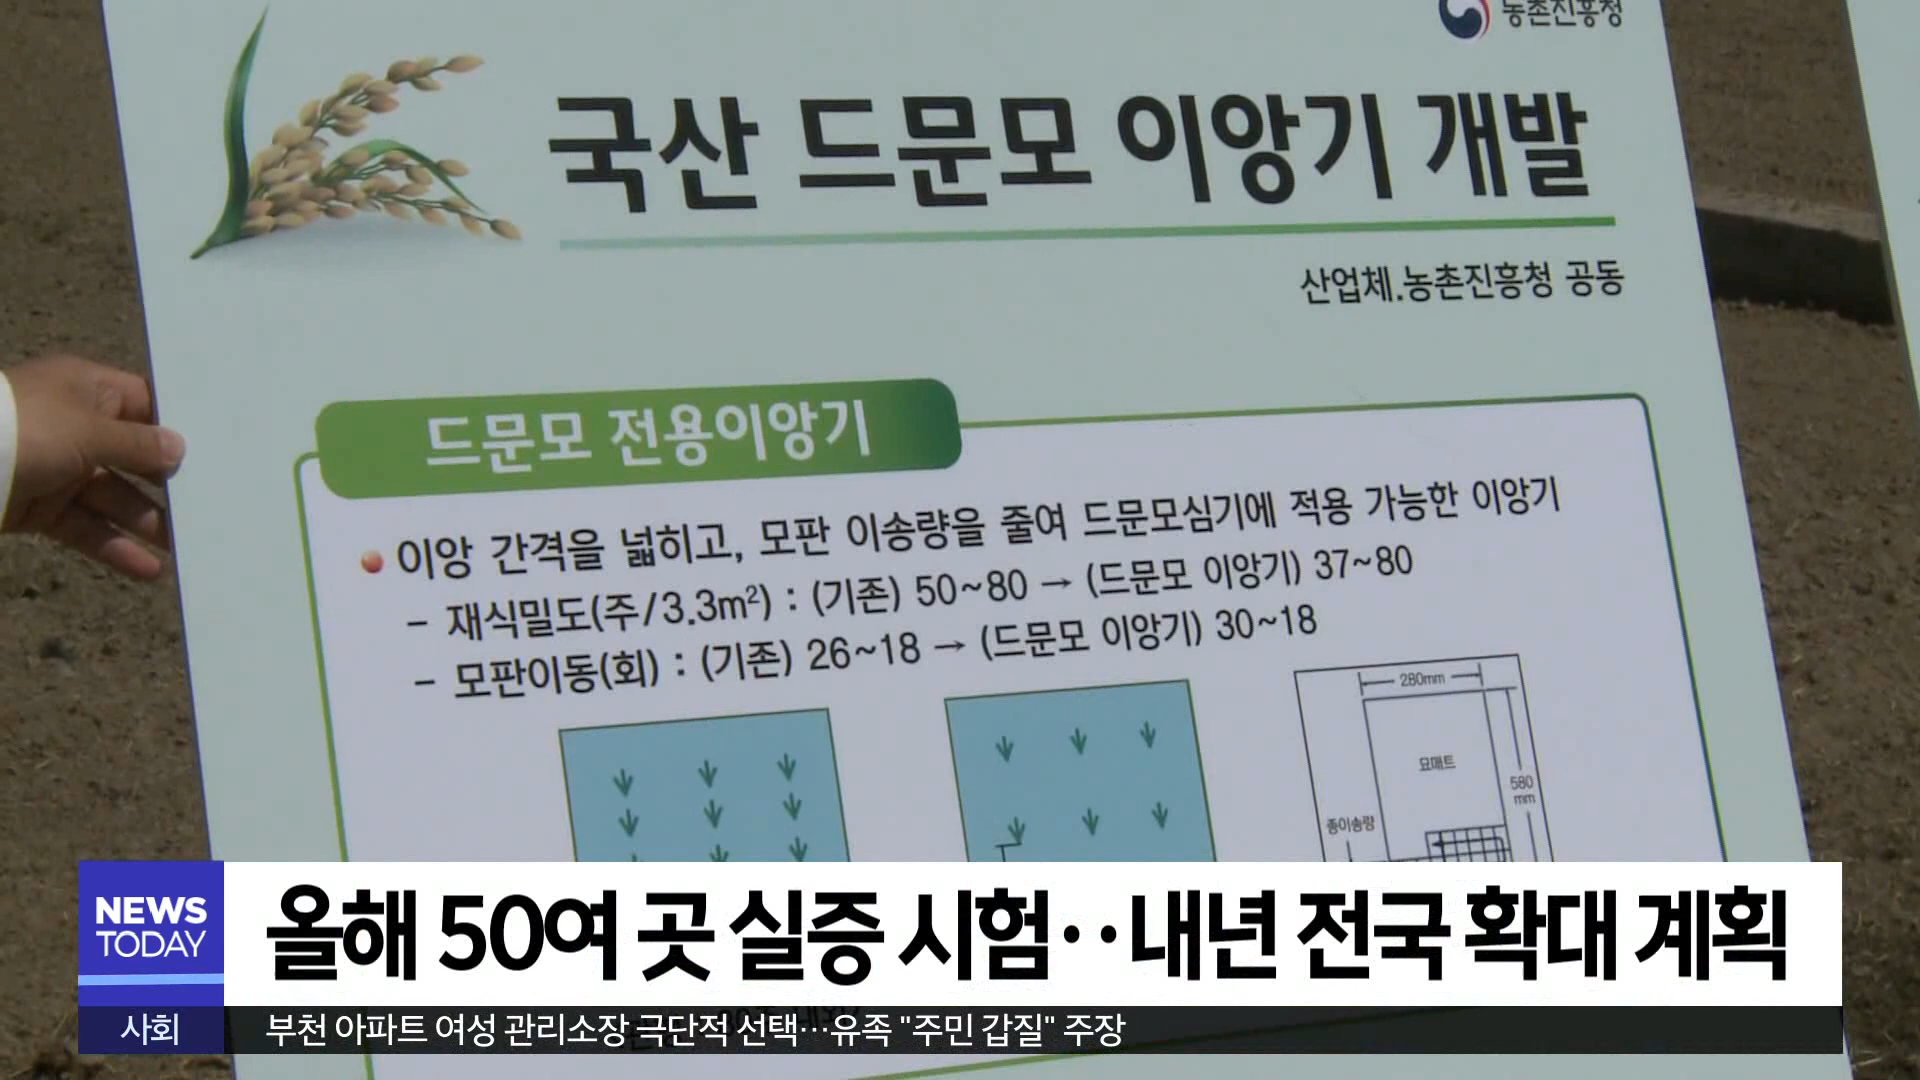 농촌진흥청
국산 드문모 이앙기 개발
산업체.농촌진흥청 공동
드문모 전용이앙기
이앙 간격을 넓히고, 모판 이송량을 줄여 드문모심기에 적용 가능한 이앙기
- 재식밀도(주/3.3m²) : (기존) 50~80 → (드문모 이앙기) 37~80
- 모판이동(회) : (기존) 26~18 → (드문모 이앙기) 30~18
280mm
묘매트
580
mm
종이송량
NEWS
TODAY
올해 50여 곳 실증 시험‥내년 전국 확대 계획
사회
부천 아파트 여성 관리소장 극단적 선택…유족 "주민 갑질" 주장